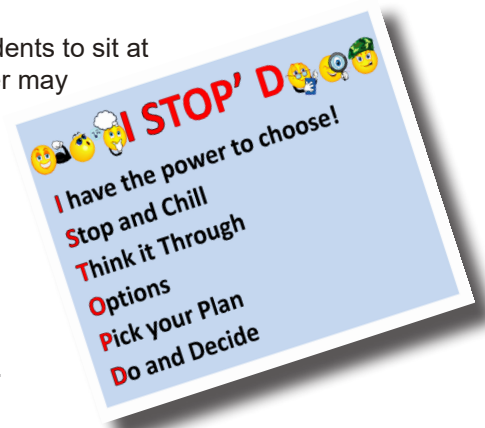 dents to sit at
er may
I STOP' D
I have the power to choose!
Stop and Chill
Think it Through
Options
Pick your Plan
Do and Decide